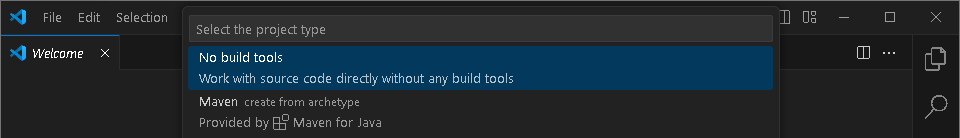 File Edit Selection
Select the project type
Welcome
No build tools
Work with source code directly without any build tools
Maven create from archetype
Provided by Maven for Java